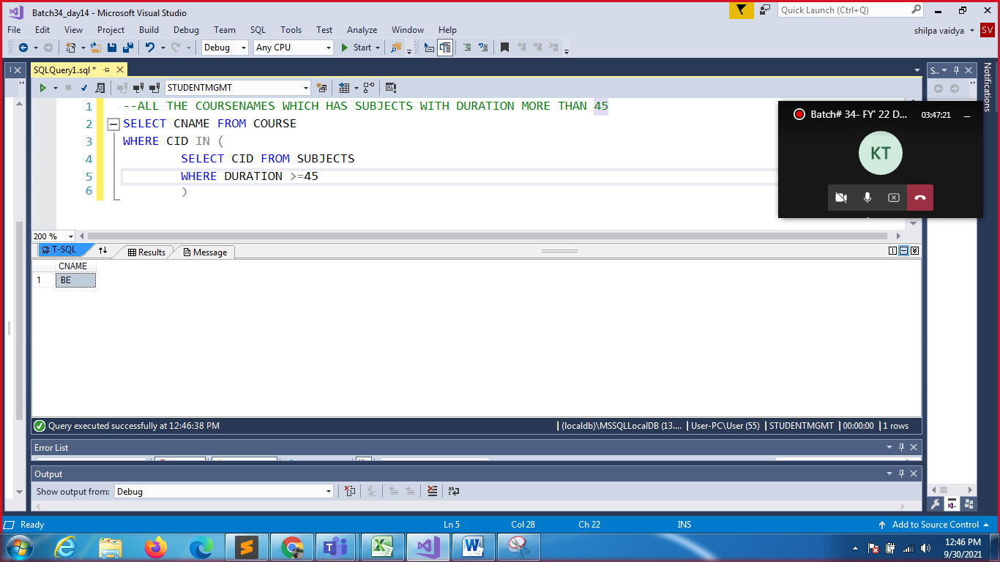 Batch34_day14 - Microsoft Visual Studio
Quick Launch (Ctrl+Q)
File Edit View Project Build Debug Team SQL Tools Test Analyze Window Help
shilpa vaidya SV
Debug Any CPU Start
SQLQuery1.sql *
S..
Notifications
STUDENTMGMT
1 --ALL THE COURSENAMES WHICH HAS SUBJECTS WITH DURATION MORE THAN 45
2 SELECT CNAME FROM COURSE
3 WHERE CID IN (
4 SELECT CID FROM SUBJECTS
5 WHERE DURATION >=45
6 )
Batch# 34- FY' 22 D... 03:47:21
KT
200 %
T-SQL Results Message
CNAME
1 BE
Query executed successfully at 12:46:38 PM
(localdb)\MSSQLLocalDB (13.... User-PC\User (55) STUDENTMGMT 00:00:00 1 rows
Error List
Output
Show output from: Debug
Ready Ln 5 Col 28 Ch 22 INS Add to Source Control
12:46 PM
9/30/2021